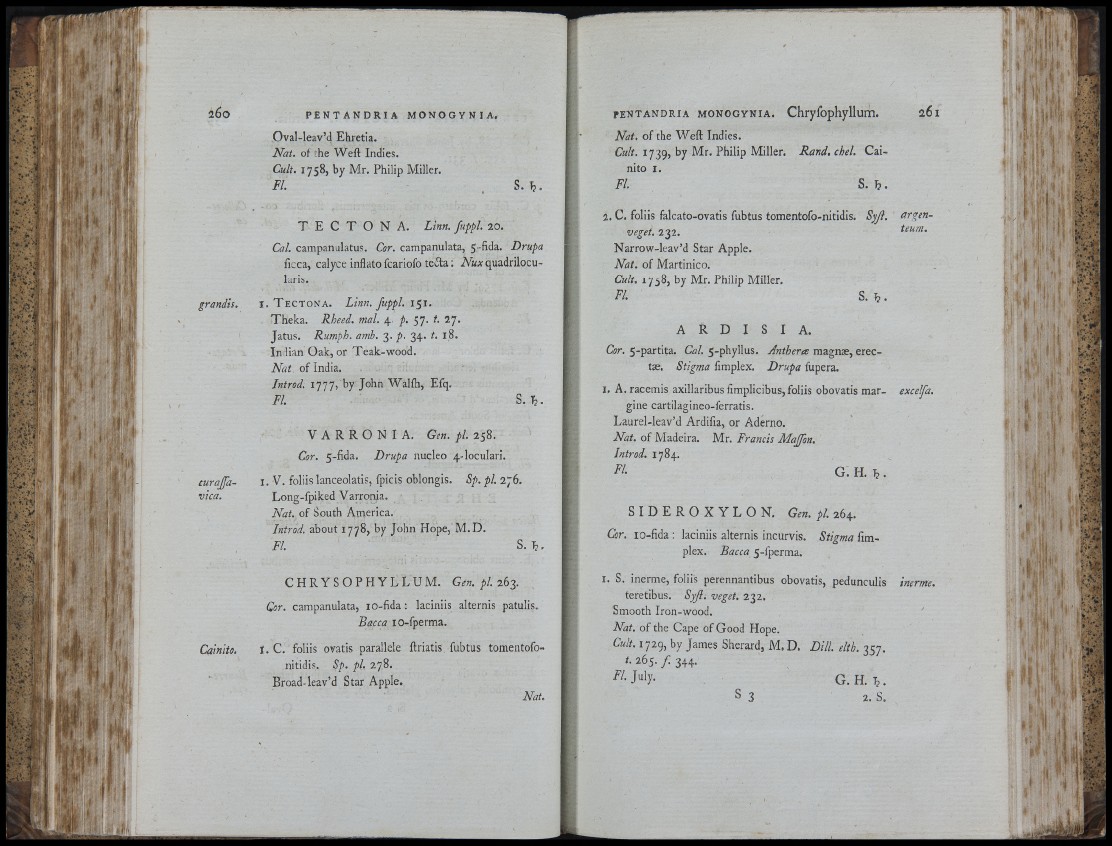 260 PENTANDRIA MONOGYNIA.
Oval-leav'd Ehretia.
Nat. of the Weſt Indies.
Cult. 1758, by Mr. Philip Miller.
Fl. S. ♄.
TECTONA. Linn. ſuppl. 20.
Cal. campanulatus. Cor. campanulata, 5-fida. Drupa
ſicca, calyce inflato ſcarioſo tecta: Nux quadrilocu-
laris.
grandis. 1. TECTONA. Linn. ſuppl. 151.
Theka. Rheed. mal. 4. p. 57. t. 27.
Jatus. Rumph. amb. 3. p. 34. t. 18.
Indian Oak, or Teak-wood.
Nat of India.
Introd. 1777, by John Walſh, Eſq.
Fl. S. ♄.
VARRONIA. Gen. pl. 258.
Cor. 5-fida. Drupa nucleo 4-loculari.
curaſſa- 1. V. foliis lanceolatis, ſpicis oblongis. Sp. pl. 276.
vica. Long-ſpiked Varronia.
Nat. of South America.
Introd. about 1778, by John Hope, M.D.
Fl. S. ♄.
CHRYSOPHYLLUM. Gen. pl. 263.
Cor. campanulata, 10-fida: laciniis alternis patulis.
Bacca 10-ſperma.
Cainito. 1. C. foliis ovatis parallele ſtriatis ſubtus tomentoſo-
nitidis. Sp. pl. 278.
Broad-leav'd Star Apple.
Nat.
PENTANDRIA MONOGYNIA. Chryſophyllum. 261
Nat. of the Weſt Indies.
Cult. 1739, by Mr. Philip Miller. Rand. chel. Cai-
nito 1.
Fl. S. ♄.
2. C. foliis falcato-ovatis ſubtus tomentoſo-nitidis. Syſt. argen-
veget. 232. teum.
Narrow-leav'd Star Apple.
Nat. of Martinico.
Cult. 1758, by Mr. Philip Miller.
Fl. S. ♄.
ARDISIA.
Cor. 5-partita. Cal. 5-phyllus. Antheræ magnæ, erec-
tæ. Stigma ſimplex. Drupa ſupera.
1. A. racemis axillaribus ſimplicibus, foliis obovatis mar- excelſa.
gine cartilagineo-ſerratis.
Laurel-leav'd Ardiſia, or Aderno.
Nat. of Madeira. Mr. Francis Maſſon.
Introd. 1784.
Fl. G. H. ♄.
SIDEROXYLON. Gen. pl. 264.
Cor. 10-fida: laciniis alternis incurvis. Stigma ſim-
plex. Bacca 5-ſperma.
1. S. inerme, foliis perennantibus obovatis, pedunculis inerme.
teretibus. Syſt. veget. 232.
Smooth Iron-wood.
Nat. of the Cape of Good Hope.
Cult. 1729, by James Sherard, M. D. Dill. elth. 357.
t. 265. f. 344.
Fl. July. G. H. ♄.
S 3 2. S.